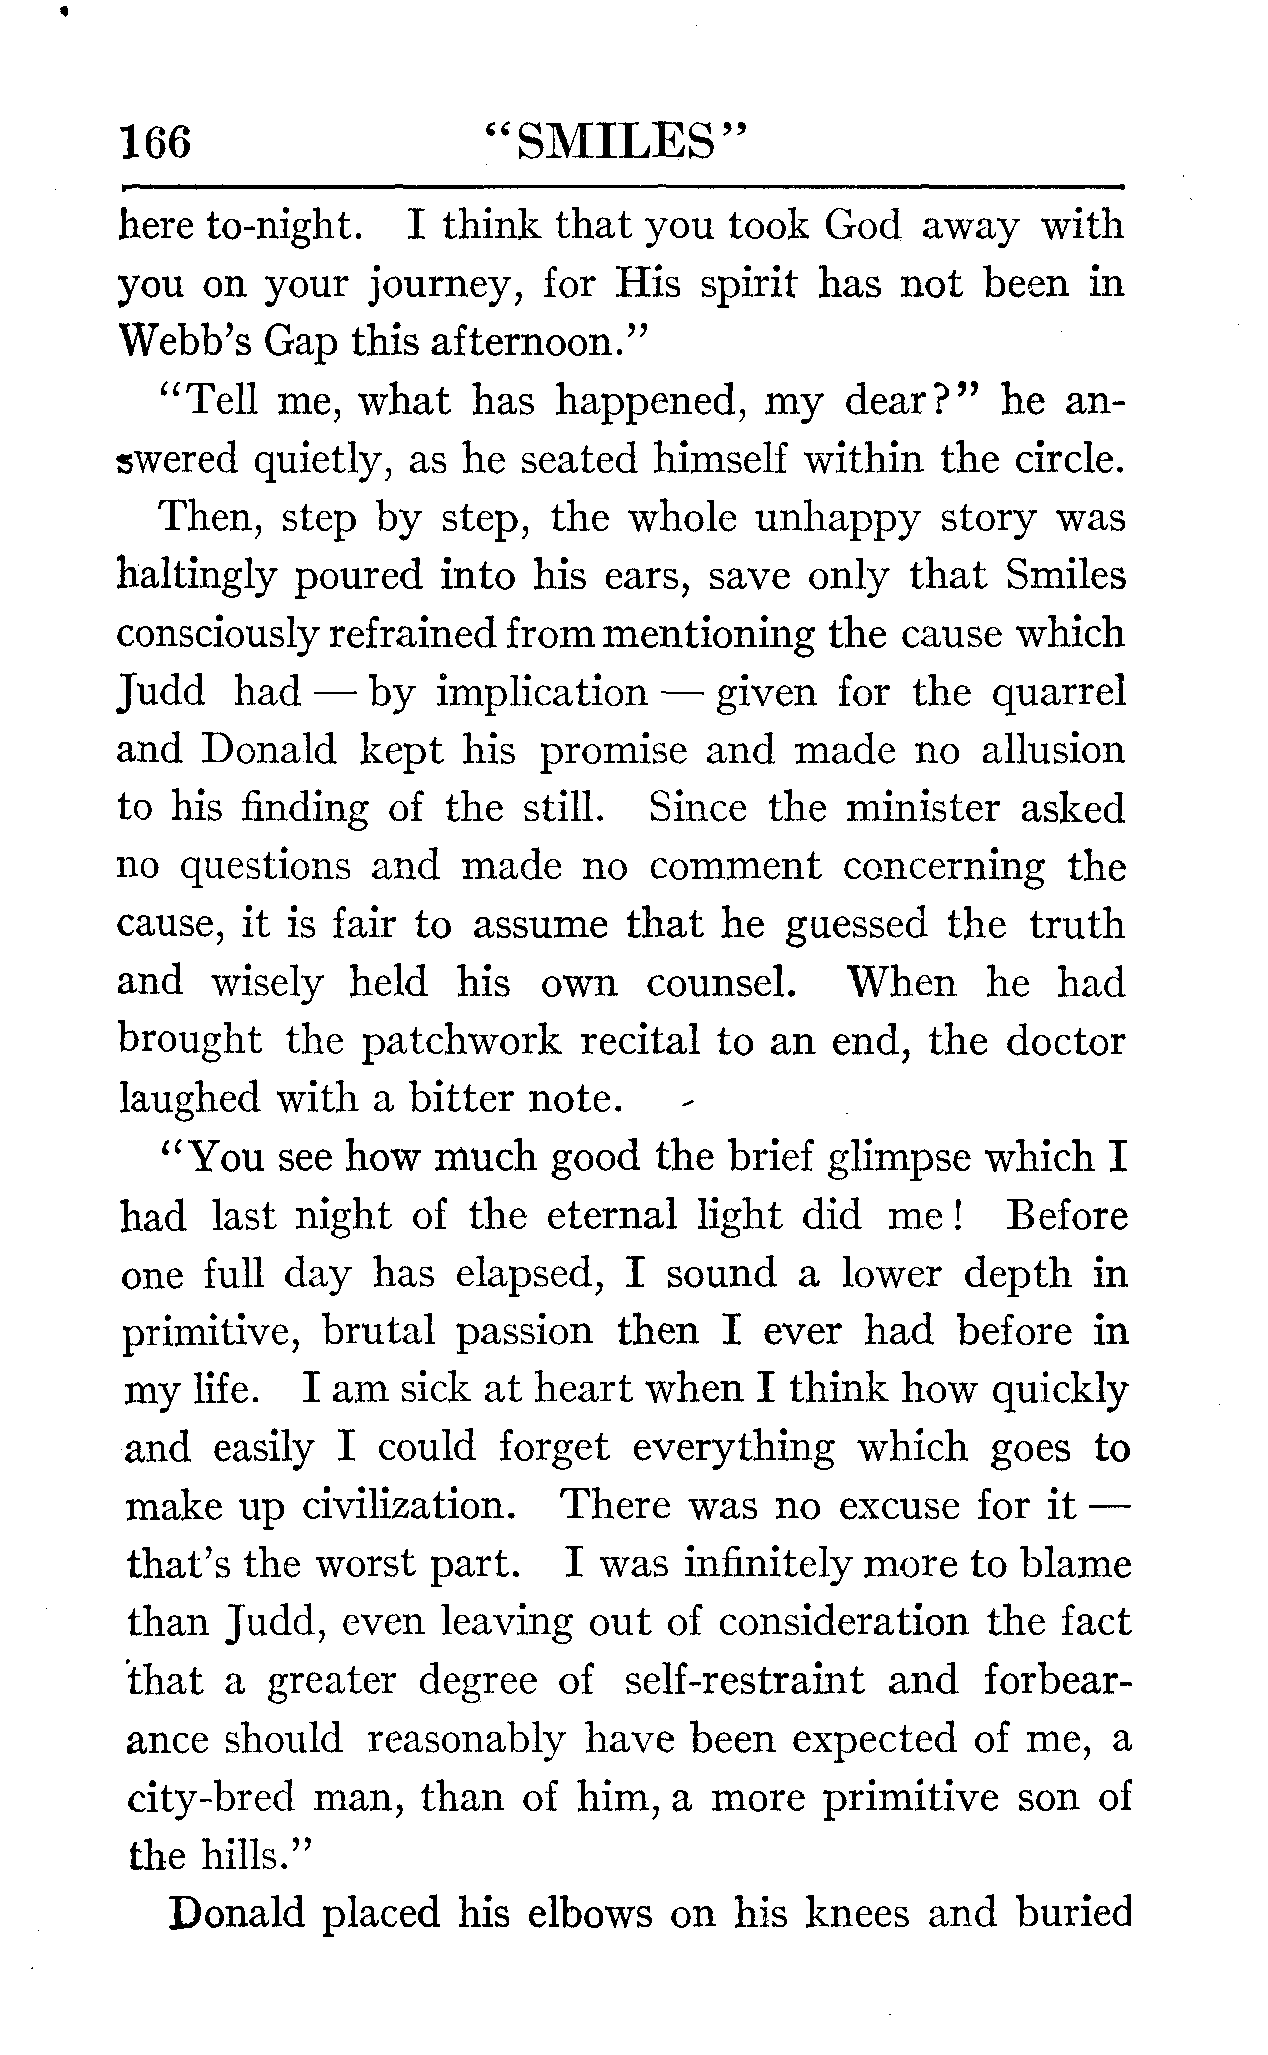 166 "SMILES"
here to-night. I think that you took God away with
you on your journey, for His spirit has not been in
Webb's Gap this afternoon."
"Tell me, what has happened, my dear?" he an-
swered quietly, as he seated himself within the circle.
Then, step by step, the whole unhappy story was
haltingly poured into his ears, save only that Smiles
consciously refrained from mentioning the cause which
Judd had — by implication — given for the quarrel
and Donald kept his promise and made no allusion
to his finding of the still. Since the minister asked
no questions and made no comment concerning the
cause, it is fair to assume that he guessed the truth
and wisely held his own counsel. When he had
brought the patchwork recital to an end, the doctor
laughed with a bitter note.
"You see how much good the brief glimpse which I
had last night of the eternal light did me! Before
one full day has elapsed, I sound a lower depth in
primitive, brutal passion then I ever had before in
my life. I am sick at heart when I think how quickly
and easily I could forget everything which goes to
make up civilization. There was no excuse for it —
that's the worst part. I was infinitely more to blame
than Judd, even leaving out of consideration the fact
that a greater degree of self-restraint and forbear-
ance should reasonably have been expected of me, a
city-bred man, than of him, a more primitive son of
the hills."
Donald placed his elbows on his knees and buried